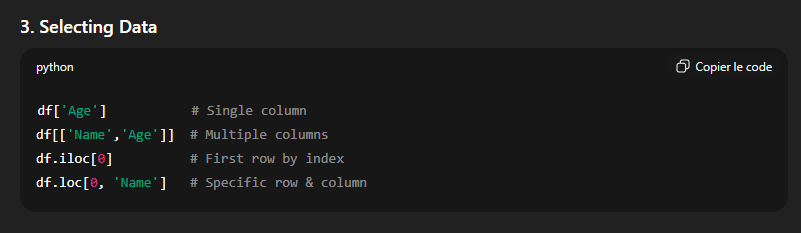 3. Selecting Data
python
Copier le code
df['Age']           # Single column
df[['Name','Age']]  # Multiple columns
df.iloc[0]          # First row by index
df.loc[0, 'Name']   # Specific row & column